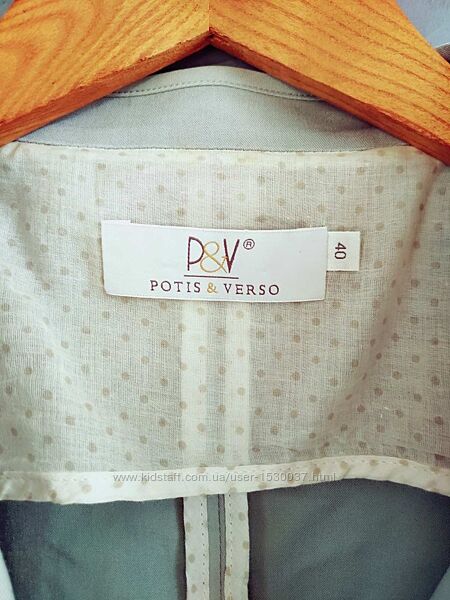 P&V®
40
POTIS & VERSO
www.kidstaff.com.ua/user-1530037.html